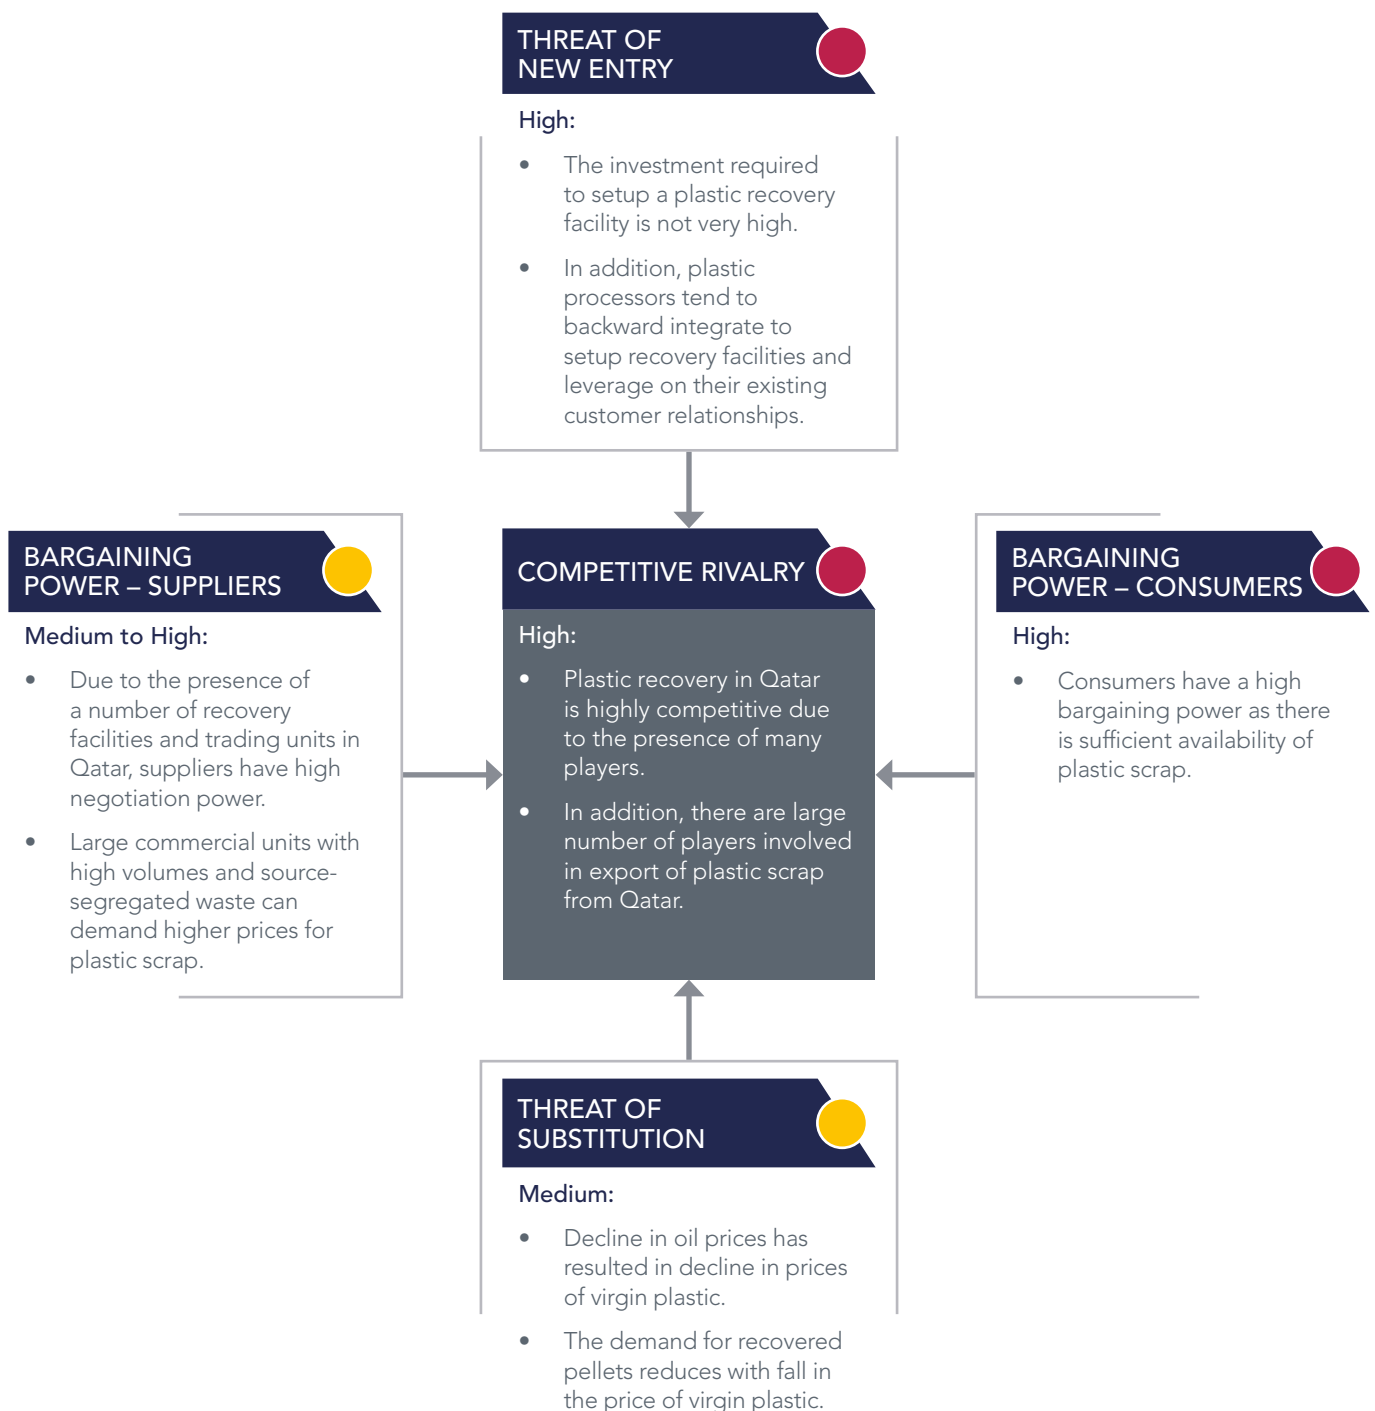 THREAT OF
NEW ENTRY
High:
• The investment required
to setup a plastic recovery
facility is not very high.
• In addition, plastic
processors tend to
backward integrate to
setup recovery facilities and
leverage on their existing
customer relationships.
BARGAINING
POWER – SUPPLIERS
Medium to High:
• Due to the presence of
a number of recovery
facilities and trading units in
Qatar, suppliers have high
negotiation power.
• Large commercial units with
high volumes and source-
segregated waste can
demand higher prices for
plastic scrap.
COMPETITIVE RIVALRY
High:
• Plastic recovery in Qatar
is highly competitive due
to the presence of many
players.
• In addition, there are large
number of players involved
in export of plastic scrap
from Qatar.
BARGAINING
POWER – CONSUMERS
High:
• Consumers have a high
bargaining power as there
is sufficient availability of
plastic scrap.
THREAT OF
SUBSTITUTION
Medium:
• Decline in oil prices has
resulted in decline in prices
of virgin plastic.
• The demand for recovered
pellets reduces with fall in
the price of virgin plastic.